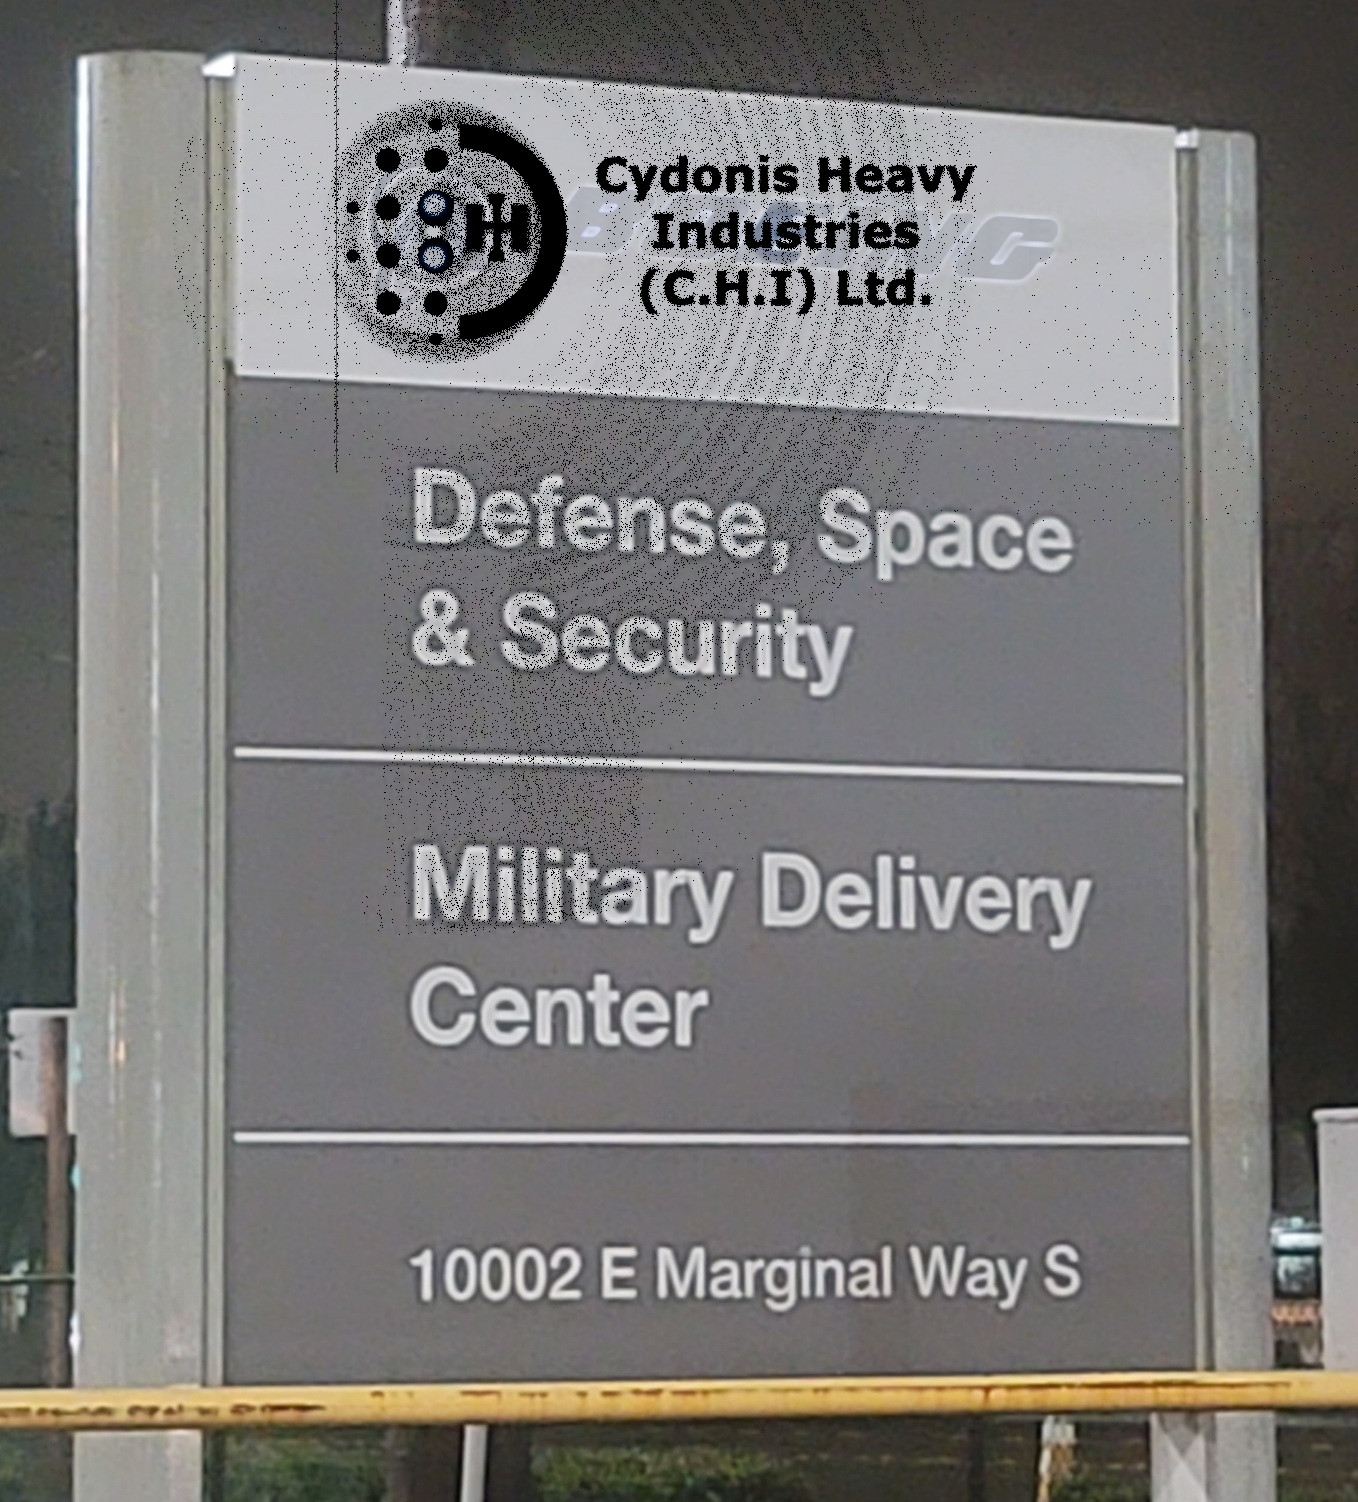 Cydonis Heavy
Industries
(C.H.I) Ltd.
Defense, Space
& Security
Military Delivery
Center
10002 E Marginal Way S